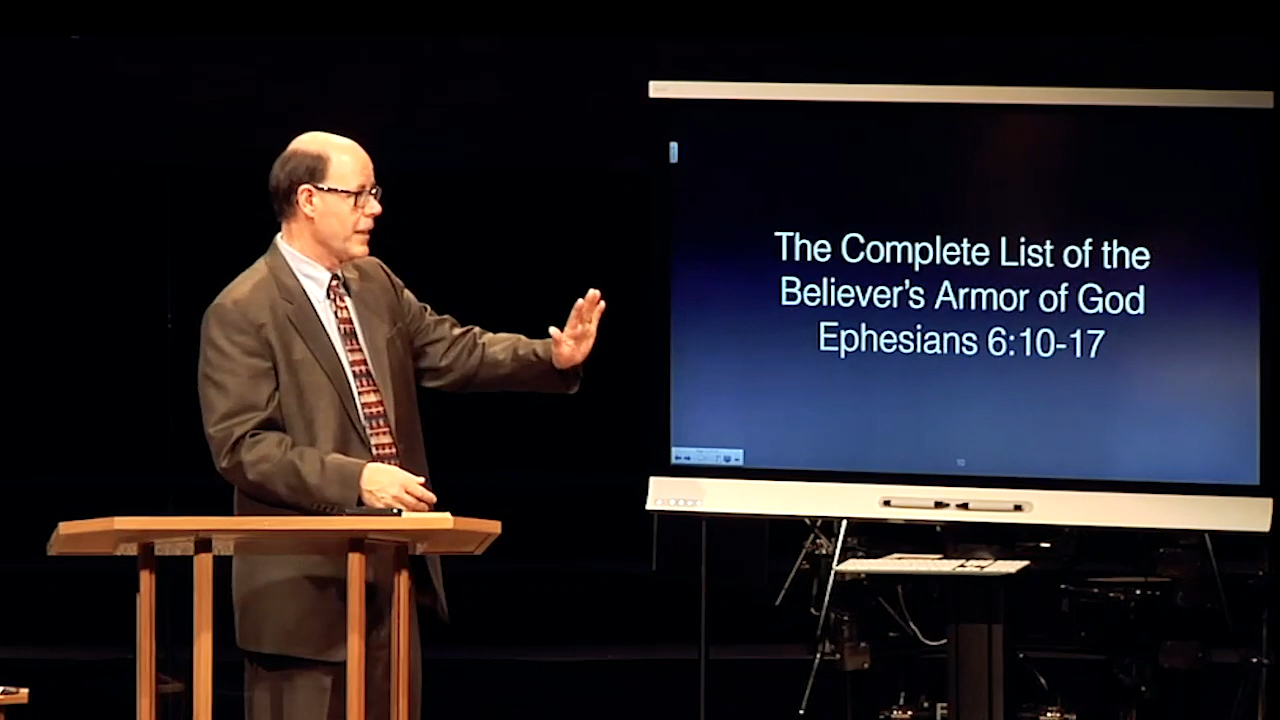 The Complete List of the
Believer's Armor of God
Ephesians 6:10-17